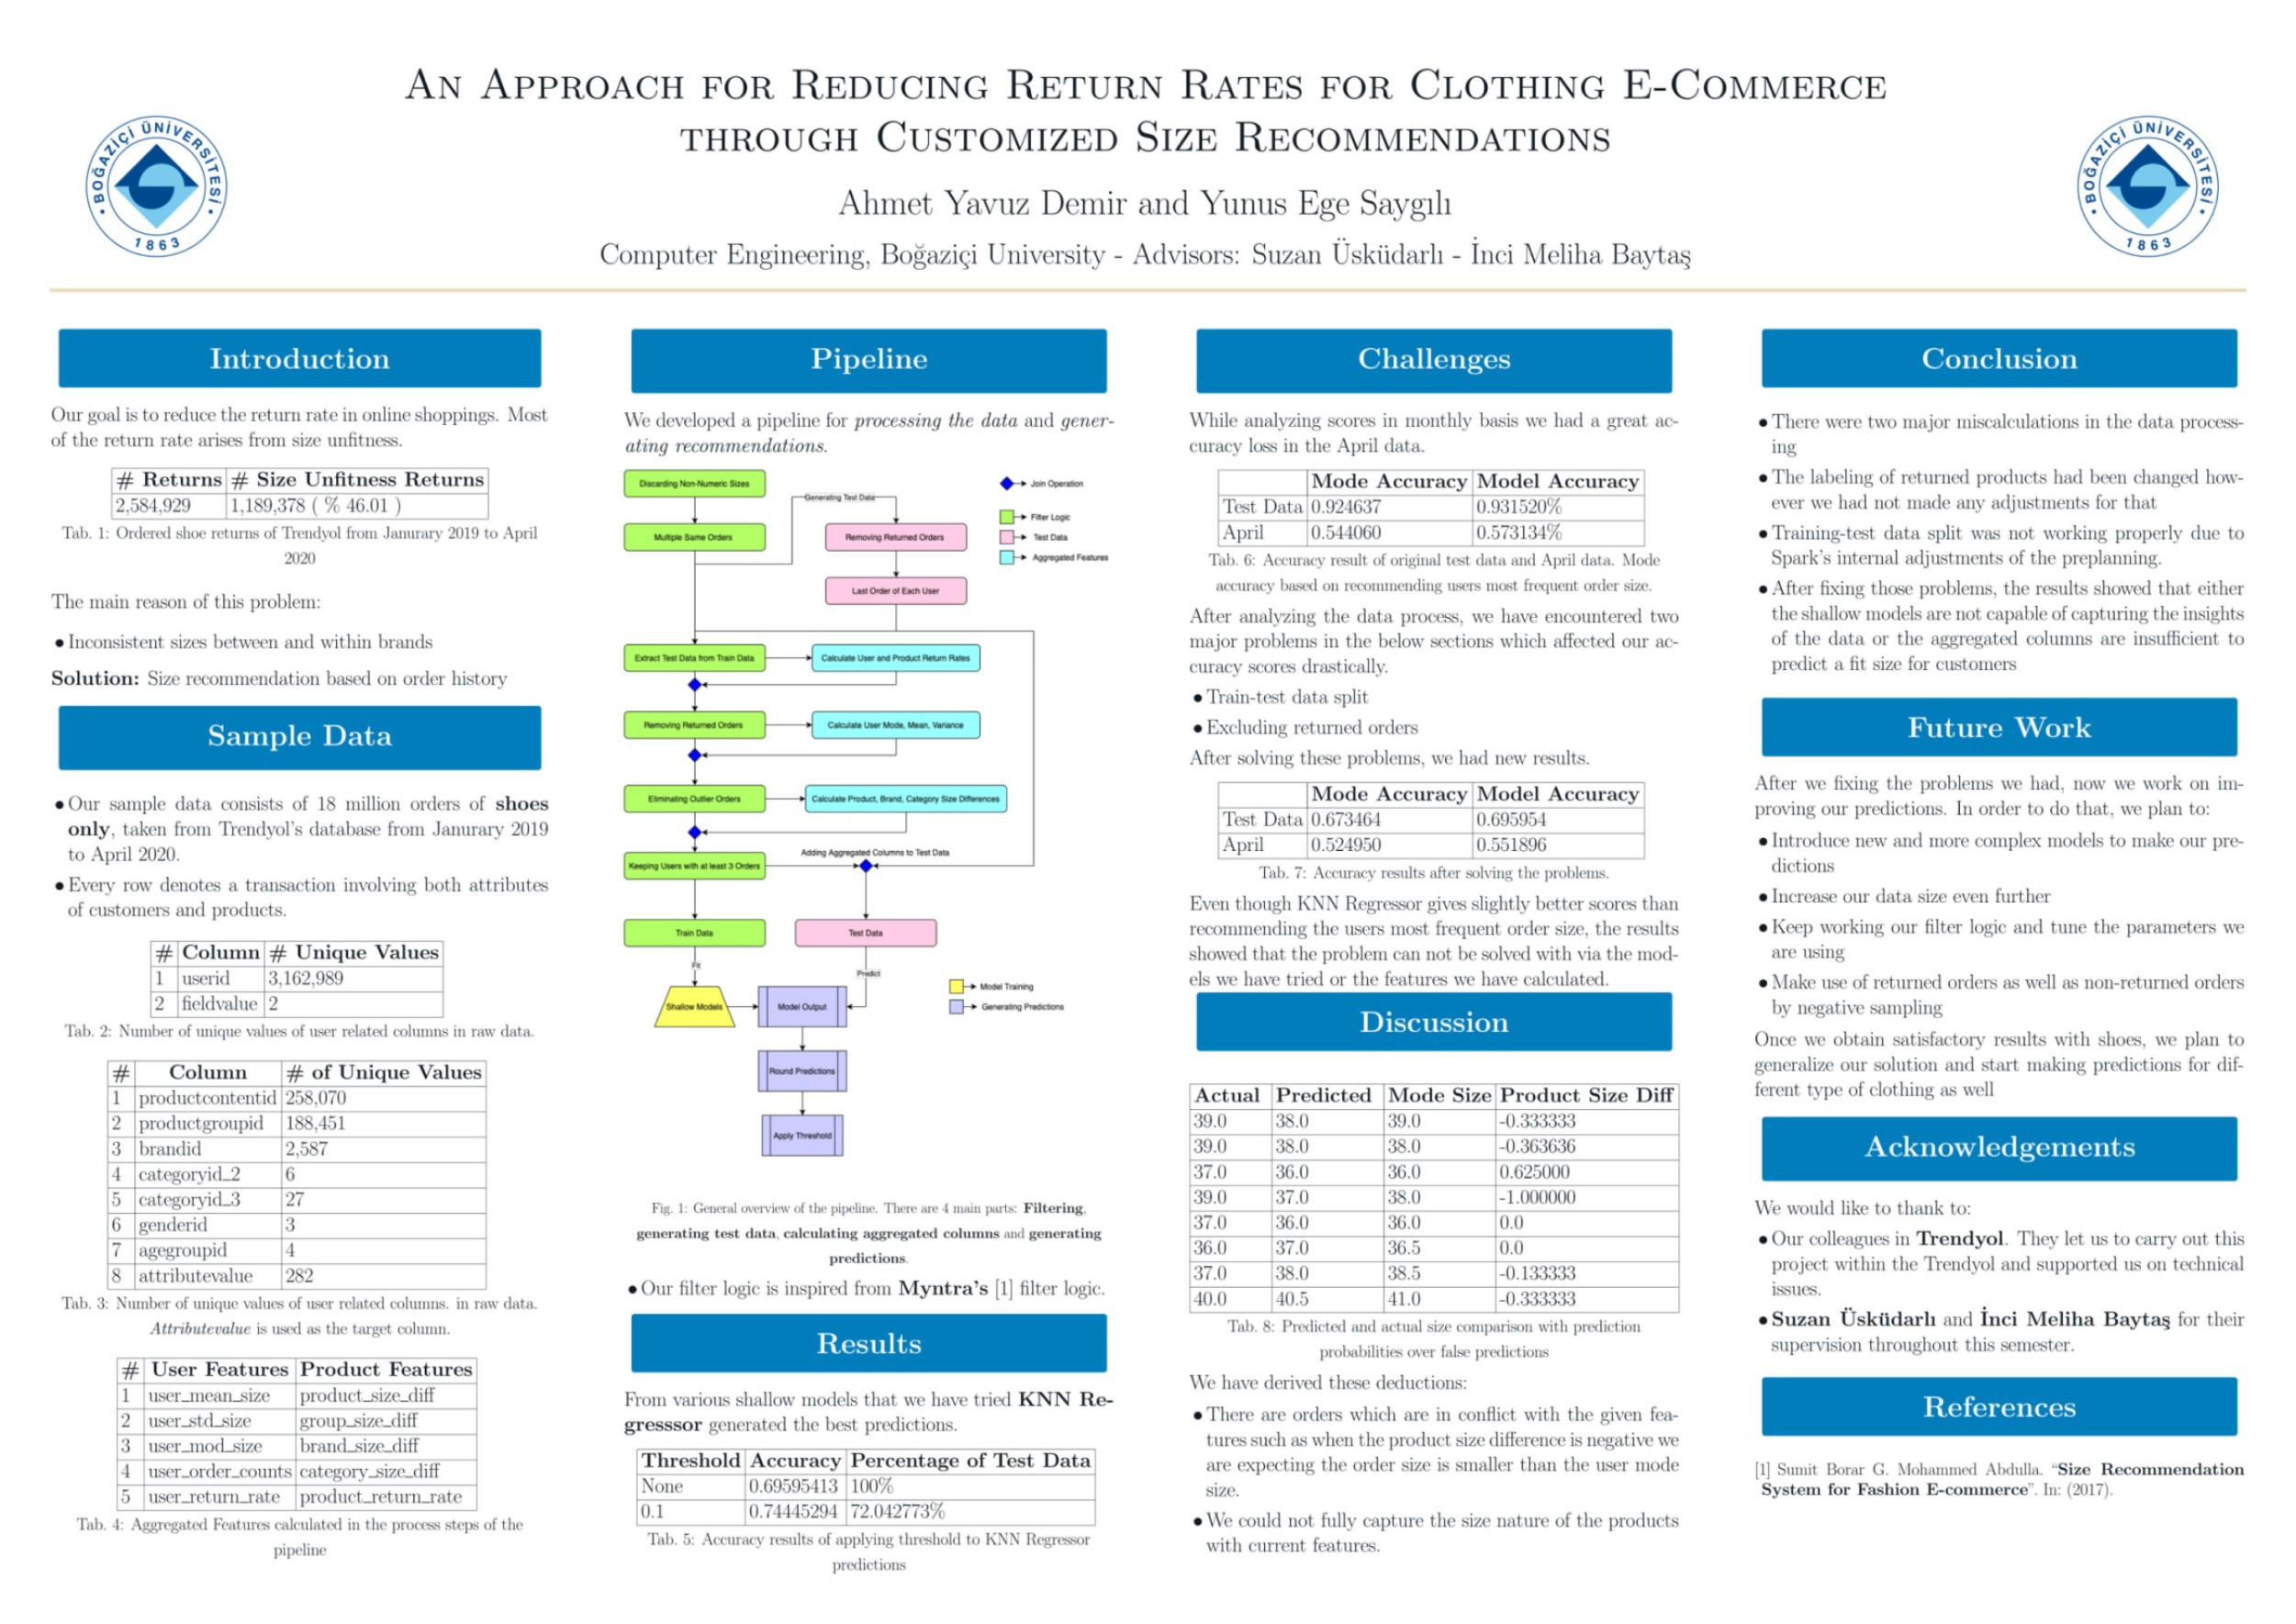 AN APPROACH FOR REDUCING RETURN RATES FOR CLOTHING E-COMMERCE
THROUGH CUSTOMIZED SIZE RECOMMENDATIONS
Ahmet Yavuz Demir and Yunus Ege Saygılı
Computer Engineering, Boğaziçi University - Advisors: Suzan Üsküdarlı - İnci Meliha Baytaş
BOĞAZİÇİ ÜNİVERSİTESİ
1863
BOĞAZİÇİ ÜNİVERSİTESİ
1863
Introduction
Our goal is to reduce the return rate in online shoppings. Most
of the return rate arises from size unfitness.
# Returns # Size Unfitness Returns
2,584,929 1,189,378 ( % 46.01 )
Tab. 1: Ordered shoe returns of Trendyol from Janurary 2019 to April
2020
The main reason of this problem:
• Inconsistent sizes between and within brands
Solution: Size recommendation based on order history
Sample Data
• Our sample data consists of 18 million orders of shoes
only, taken from Trendyol's database from Janurary 2019
to April 2020.
• Every row denotes a transaction involving both attributes
of customers and products.
# Column # Unique Values
1 userid 3,162,989
2 fieldvalue 2
Tab. 2: Number of unique values of user related columns in raw data.
# Column # of Unique Values
1 productcontentid 258,070
2 productgroupid 188,451
3 brandid 2,587
4 categoryid_2 6
5 categoryid_3 27
6 genderid 3
7 agegroupid 4
8 attributevalue 282
Tab. 3: Number of unique values of user related columns. in raw data.
Attributevalue is used as the target column.
# User Features Product Features
1 user_mean_size product_size_diff
2 user_std_size group_size_diff
3 user_mod_size brand_size_diff
4 user_order_counts category_size_diff
5 user_return_rate product_return_rate
Tab. 4: Aggregated Features calculated in the process steps of the
pipeline
Pipeline
We developed a pipeline for processing the data and gener-
ating recommendations.
Discarding Non-Numeric Sizes
Join Operation
Generating Test Data
Filter Logic
Multiple Same Orders
Removing Returned Orders
Test Data
Aggregated Features
Last Order of Each User
Extract Test Data from Train Data
Calculate User and Product Return Rates
Removing Returned Orders
Calculate User Mode, Mean, Variance
Eliminating Outlier Orders
Calculate Product, Brand, Category Size Differences
Adding Aggregated Columns to Test Data
Keeping Users with at least 3 Orders
Train Data
Test Data
Fit
Predict
Model Training
Shallow Models
Model Output
Generating Predictions
Round Predictions
Apply Threshold
Fig. 1: General overview of the pipeline. There are 4 main parts: Filtering,
generating test data, calculating aggregated columns and generating
predictions.
• Our filter logic is inspired from Myntra's [1] filter logic.
Results
From various shallow models that we have tried KNN Re-
gresssor generated the best predictions.
Threshold Accuracy Percentage of Test Data
None 0.69595413 100%
0.1 0.74445294 72.042773%
Tab. 5: Accuracy results of applying threshold to KNN Regressor
predictions
Challenges
While analyzing scores in monthly basis we had a great ac-
curacy loss in the April data.
Mode Accuracy Model Accuracy
Test Data 0.924637 0.931520%
April 0.544060 0.573134%
Tab. 6: Accuracy result of original test data and April data. Mode
accuracy based on recommending users most frequent order size.
After analyzing the data process, we have encountered two
major problems in the below sections which affected our ac-
curacy scores drastically.
• Train-test data split
• Excluding returned orders
After solving these problems, we had new results.
Mode Accuracy Model Accuracy
Test Data 0.673464 0.695954
April 0.524950 0.551896
Tab. 7: Accuracy results after solving the problems.
Even though KNN Regressor gives slightly better scores than
recommending the users most frequent order size, the results
showed that the problem can not be solved with via the mod-
els we have tried or the features we have calculated.
Discussion
Actual Predicted Mode Size Product Size Diff
39.0 38.0 39.0 -0.333333
39.0 38.0 38.0 -0.363636
37.0 36.0 36.0 0.625000
39.0 37.0 38.0 -1.000000
37.0 36.0 36.0 0.0
36.0 37.0 36.5 0.0
37.0 38.0 38.5 -0.133333
40.0 40.5 41.0 -0.333333
Tab. 8: Predicted and actual size comparison with prediction
probabilities over false predictions
We have derived these deductions:
• There are orders which are in conflict with the given fea-
tures such as when the product size difference is negative we
are expecting the order size is smaller than the user mode
size.
• We could not fully capture the size nature of the products
with current features.
Conclusion
• There were two major miscalculations in the data process-
ing
• The labeling of returned products had been changed how-
ever we had not made any adjustments for that
• Training-test data split was not working properly due to
Spark's internal adjustments of the preplanning.
• After fixing those problems, the results showed that either
the shallow models are not capable of capturing the insights
of the data or the aggregated columns are insufficient to
predict a fit size for customers
Future Work
After we fixing the problems we had, now we work on im-
proving our predictions. In order to do that, we plan to:
• Introduce new and more complex models to make our pre-
dictions
• Increase our data size even further
• Keep working our filter logic and tune the parameters we
are using
• Make use of returned orders as well as non-returned orders
by negative sampling
Once we obtain satisfactory results with shoes, we plan to
generalize our solution and start making predictions for dif-
ferent type of clothing as well
Acknowledgements
We would like to thank to:
• Our colleagues in Trendyol. They let us to carry out this
project within the Trendyol and supported us on technical
issues.
• Suzan Üsküdarlı and İnci Meliha Baytaş for their
supervision throughout this semester.
References
[1] Sumit Borar G. Mohammed Abdulla. “Size Recommendation
System for Fashion E-commerce”. In: (2017).